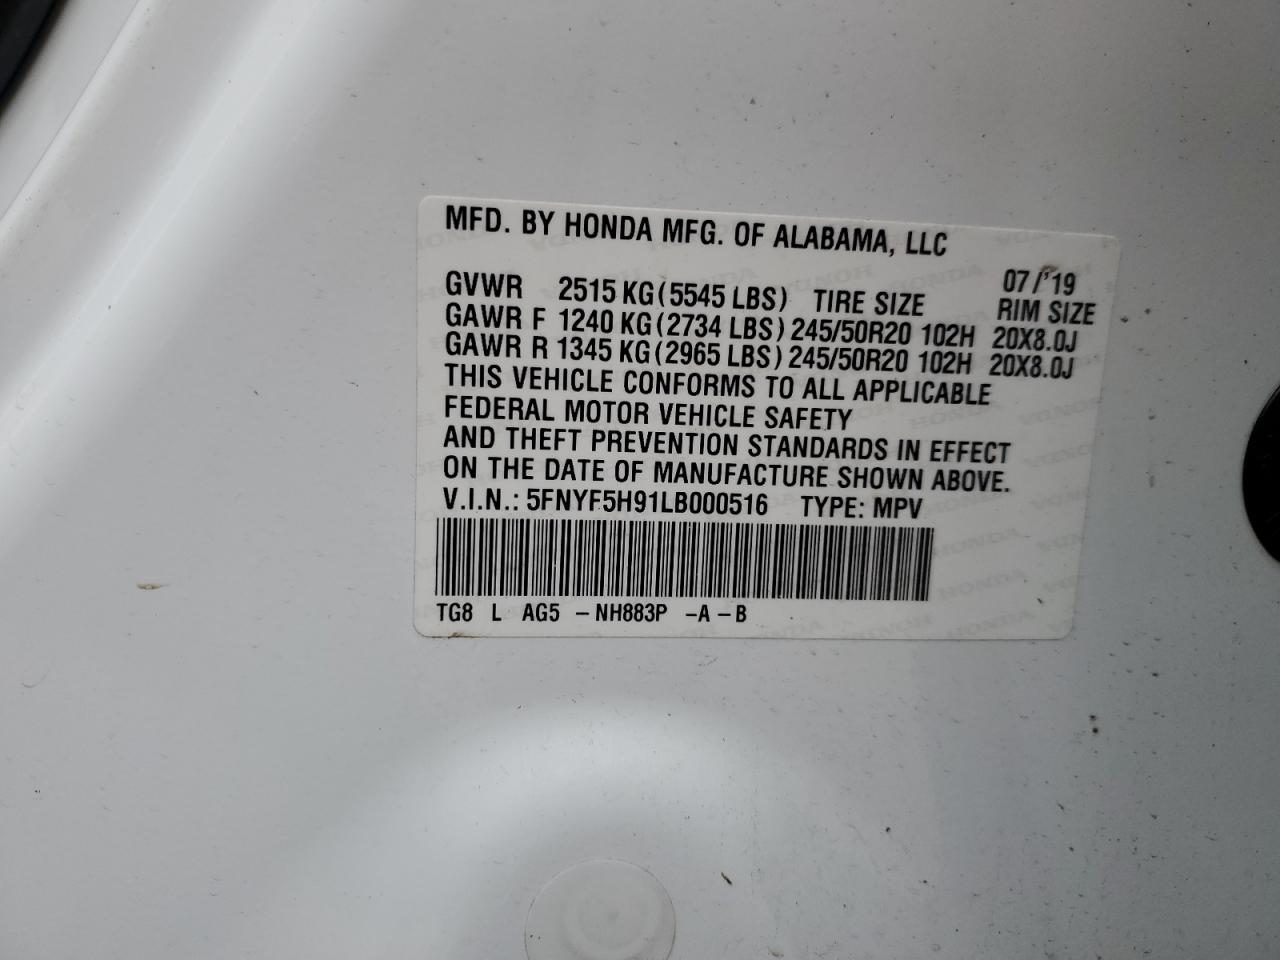 MFD. BY HONDA MFG. OF ALABAMA, LLC
07/'19
GVWR 2515 KG(5545 LBS) TIRE SIZE RIM SIZE
GAWR F 1240 KG(2734 LBS) 245/50R20 102H 20X8.0J
GAWR R 1345 KG(2965 LBS) 245/50R20 102H 20X8.0J
THIS VEHICLE CONFORMS TO ALL APPLICABLE
FEDERAL MOTOR VEHICLE SAFETY
AND THEFT PREVENTION STANDARDS IN EFFECT
ON THE DATE OF MANUFACTURE SHOWN ABOVE.
V.I.N.: 5FNYF5H91LB000516 TYPE: MPV
TG8 L AG5 – NH883P –A – B